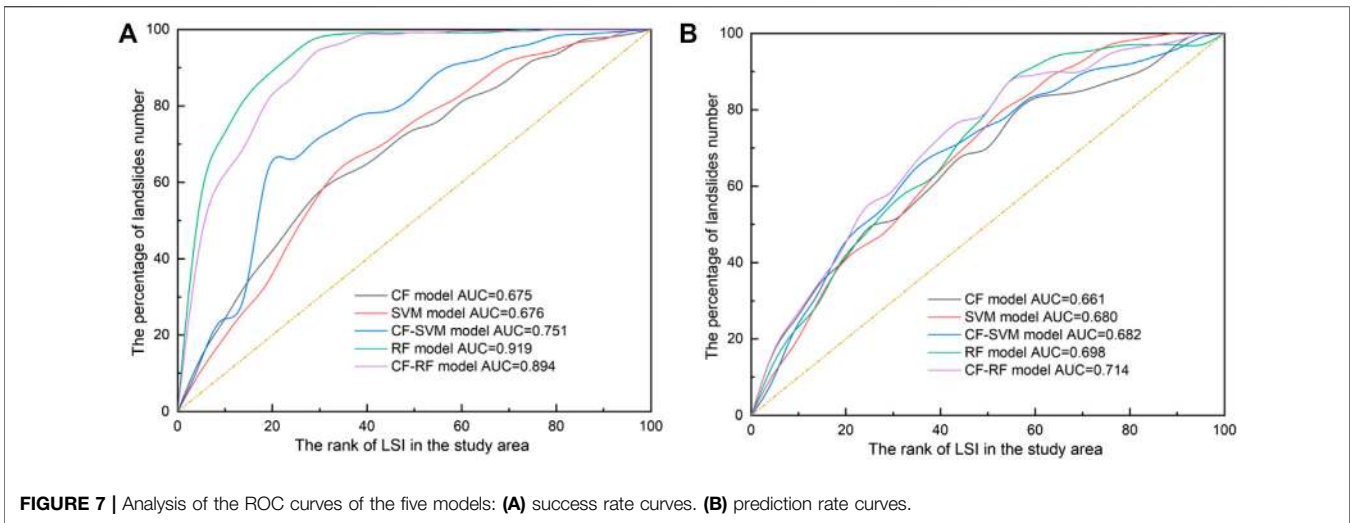 A
The percentage of landslides number
100
80
60
40
20
0
CF model AUC=0.675
SVM model AUC=0.676
CF-SVM model AUC=0.751
RF model AUC=0.919
CF-RF model AUC=0.894
0 20 40 60 80 100
The rank of LSI in the study area
B
The percentage of landslides number
100
80
60
40
20
0
CF model AUC=0.661
SVM model AUC=0.680
CF-SVM model AUC=0.682
RF model AUC=0.698
CF-RF model AUC=0.714
0 20 40 60 80 100
The rank of LSI in the study area
FIGURE 7 | Analysis of the ROC curves of the five models: (A) success rate curves. (B) prediction rate curves.